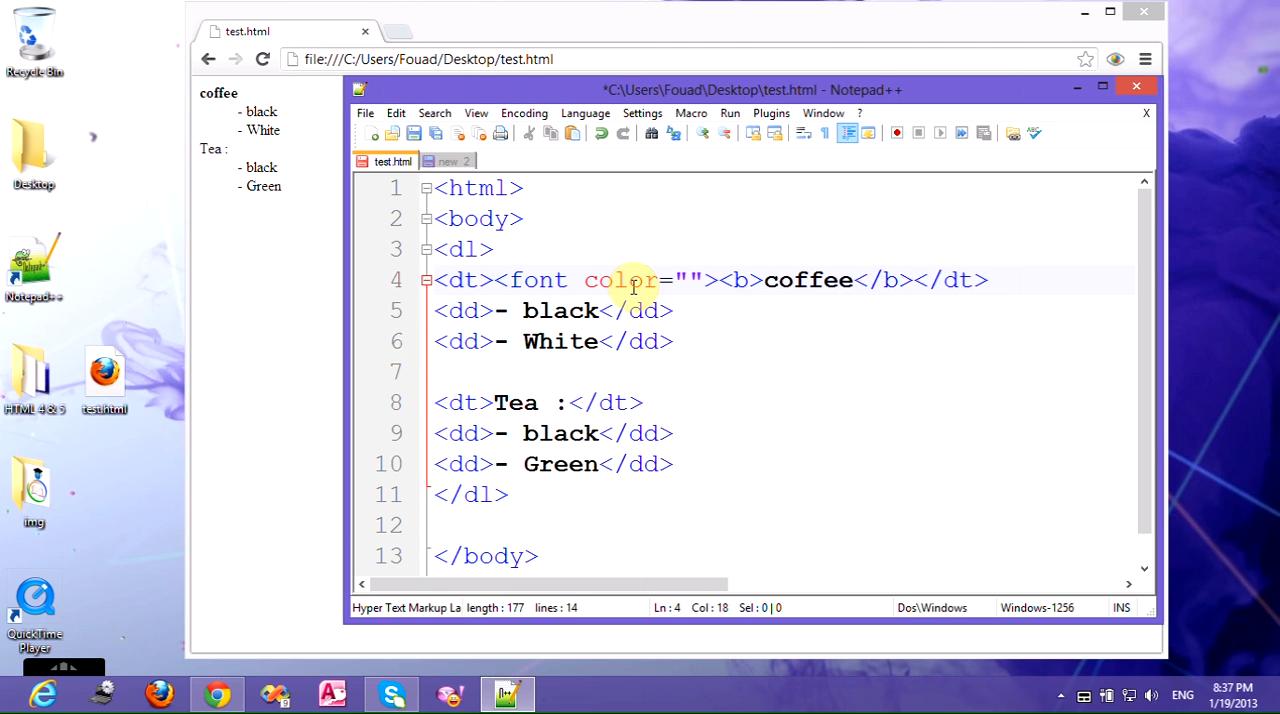 Recycle Bin
Desktop
Notepad++
HTML 4 & 5
test.html
img
QuickTime
Player
test.html
file:///C:/Users/Fouad/Desktop/test.html
coffee
- black
- White
Tea :
- black
- Green
*C:\Users\Fouad\Desktop\test.html - Notepad++
File Edit Search View Encoding Language Settings Macro Run Plugins Window ? X
test.html new 2
1 <html>
2 <body>
3 <dl>
4 <dt><font color=""><b>coffee</b></dt>
5 <dd>- black</dd>
6 <dd>- White</dd>
7
8 <dt>Tea :</dt>
9 <dd>- black</dd>
10 <dd>- Green</dd>
11 </dl>
12
13 </body>
Hyper Text Markup La length : 177 lines : 14 Ln : 4 Col : 18 Sel : 0 | 0 Dos\Windows Windows-1256 INS
ENG
8:37 PM
1/19/2013